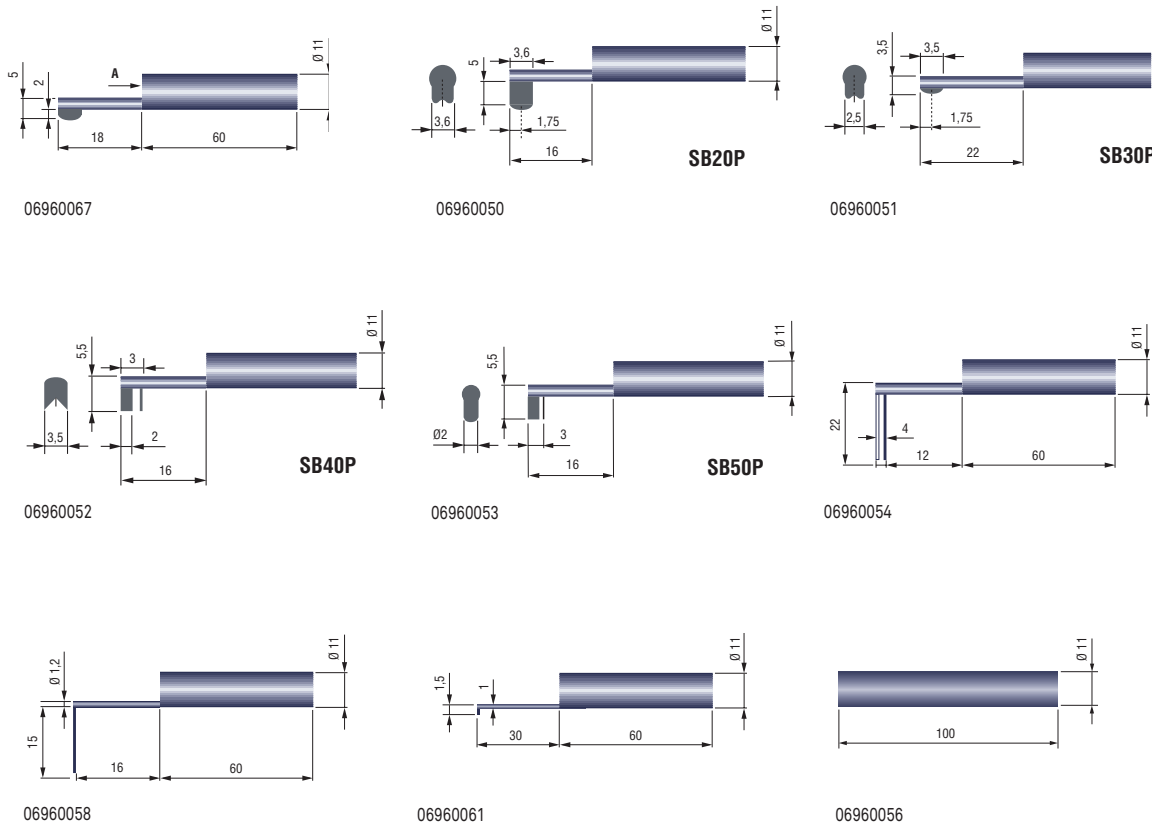 Ø 11
5
2
A
18
60
06960067
Ø 11
3,6
5
3,6
1,75
16
SB20P
06960050
3,5
3,5
2,5
1,75
22
SB30P
06960051
Ø 11
5,5
3
3,5
2
16
SB40P
06960052
Ø 11
5,5
Ø2
3
16
SB50P
06960053
Ø 11
22
4
12
60
06960054
Ø 11
Ø 1,2
15
16
60
06960058
Ø 11
1,5
1
30
60
06960061
Ø 11
100
06960056